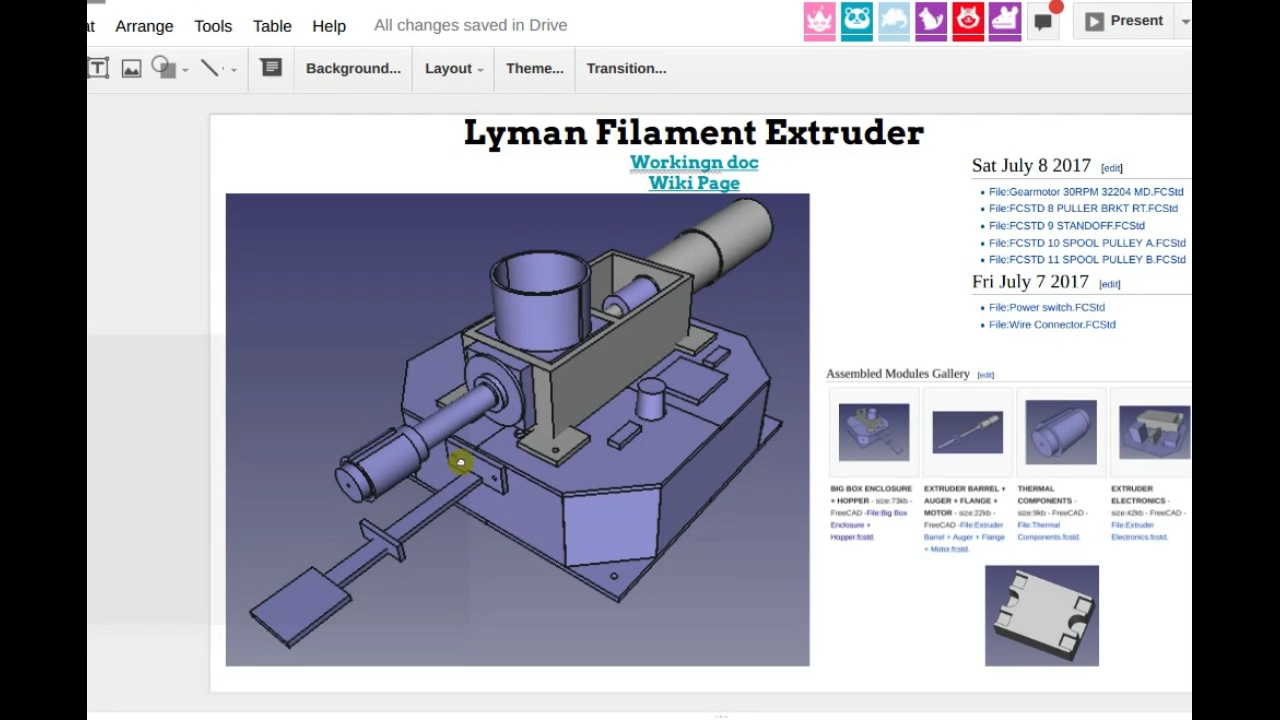 at Arrange Tools Table Help All changes saved in Drive Present
T Background... Layout Theme... Transition...
Lyman Filament Extruder
Workingn doc
Wiki Page
Sat July 8 2017 [edit]
File:Gearmotor 30RPM 32204 MD.FCStd
File:FCSTD 8 PULLER BRKT RT.FCStd
File:FCSTD 9 STANDOFF.FCStd
File:FCSTD 10 SPOOL PULLEY A.FCStd
File:FCSTD 11 SPOOL PULLEY B.FCStd
Fri July 7 2017 [edit]
File:Power switch.FCStd
File:Wire Connector.FCStd
Assembled Modules Gallery [edit]
BIG BOX ENCLOSURE
+ HOPPER - size:73kb -
FreeCAD -File:Big Box
Enclosure +
Hopper.fcstd.
EXTRUDER BARREL +
AUGER + FLANGE +
MOTOR - size:22kb -
FreeCAD -File:Extruder
Barrel + Auger + Flange
+ Motor.fcstd.
THERMAL
COMPONENTS -
size:9kb - FreeCAD -
File:Thermal
Components.fcstd.
EXTRUDER
ELECTRONICS -
size:42kb - FreeCAD -
File:Extruder
Electronics.fcstd.